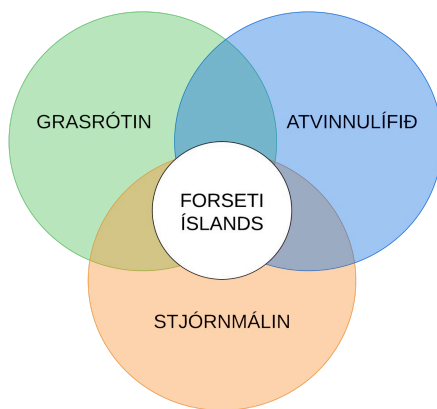 GRASRÓTIN
ATVINNULÍFIÐ
FORSETI
ÍSLANDS
STJÓRNMÁLIN